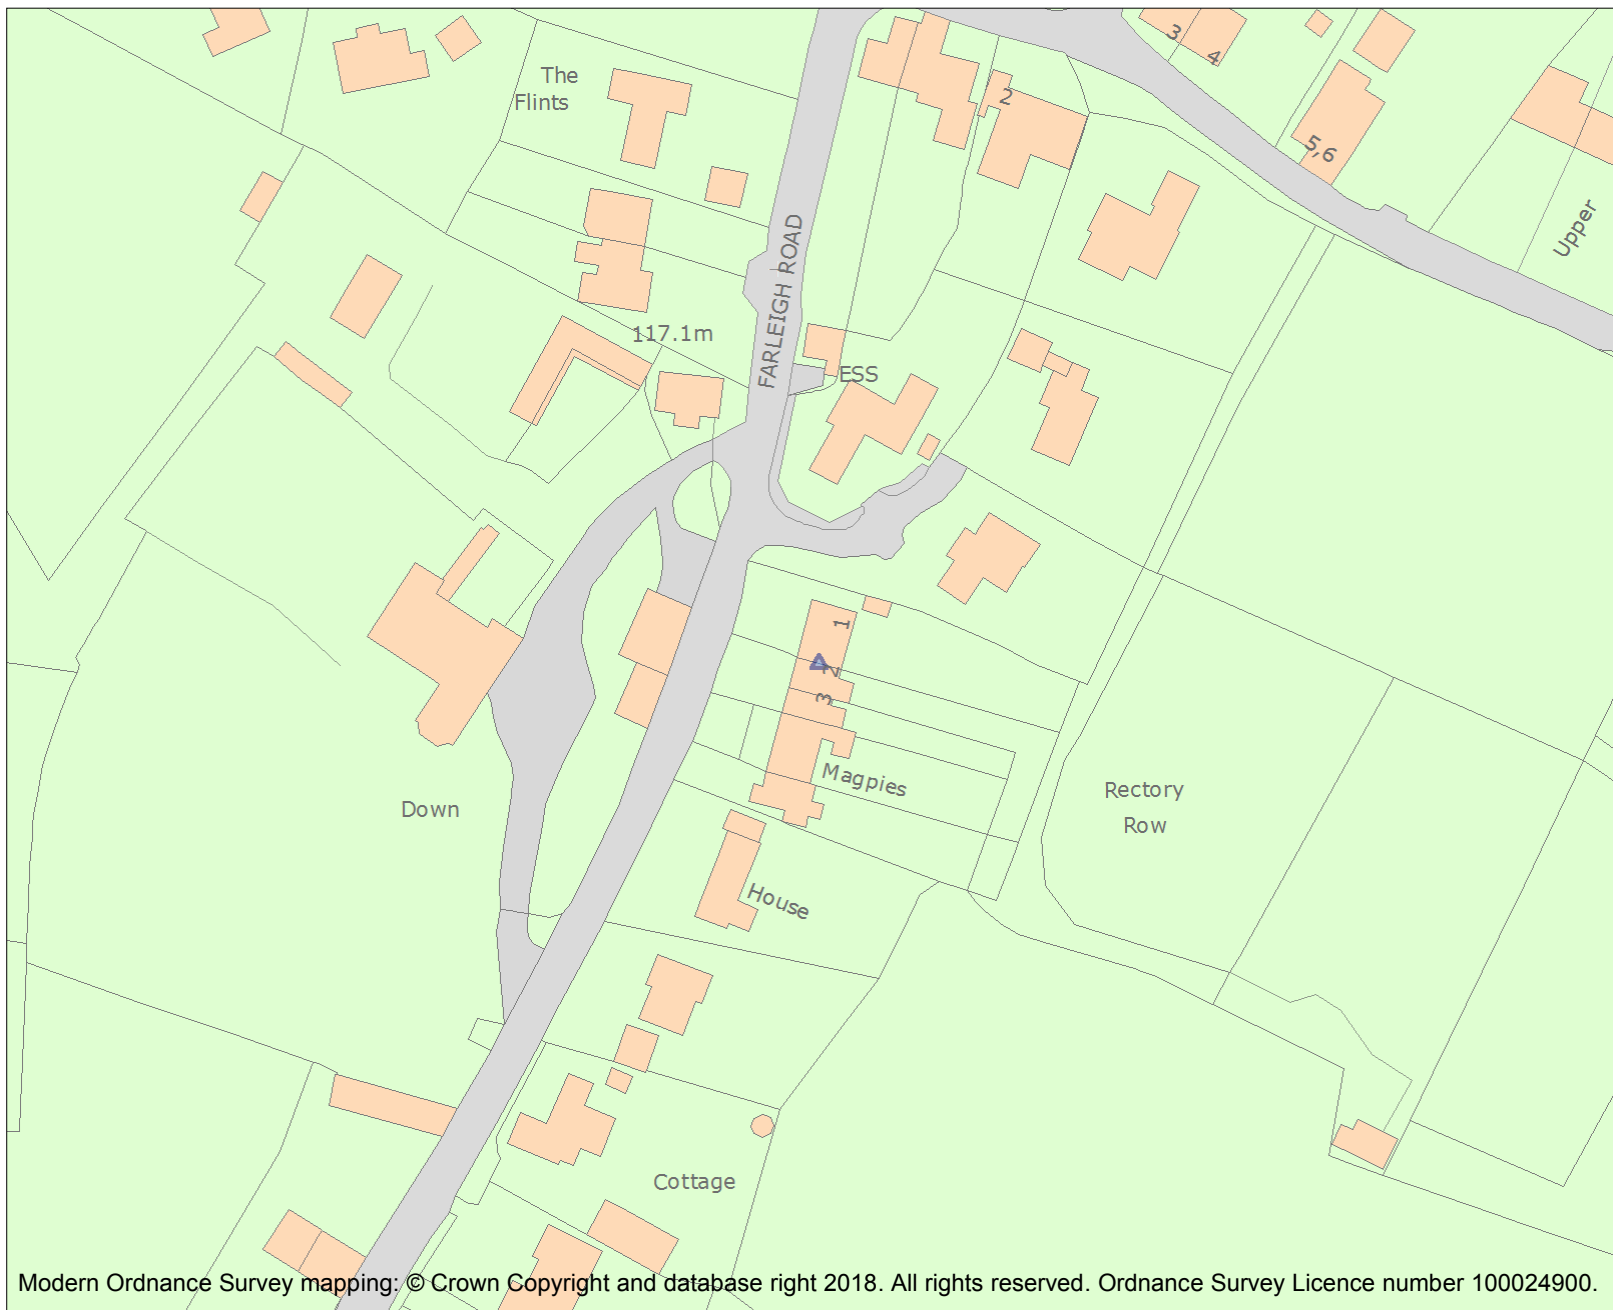 3
4
The
Flints
2
5,6
Upper
FARLEIGH ROAD
117.1m
ESS
1
2
3
Magpies
Down
Rectory
Row
House
Cottage
Modern Ordnance Survey mapping: © Crown Copyright and database right 2018. All rights reserved. Ordnance Survey Licence number 100024900.